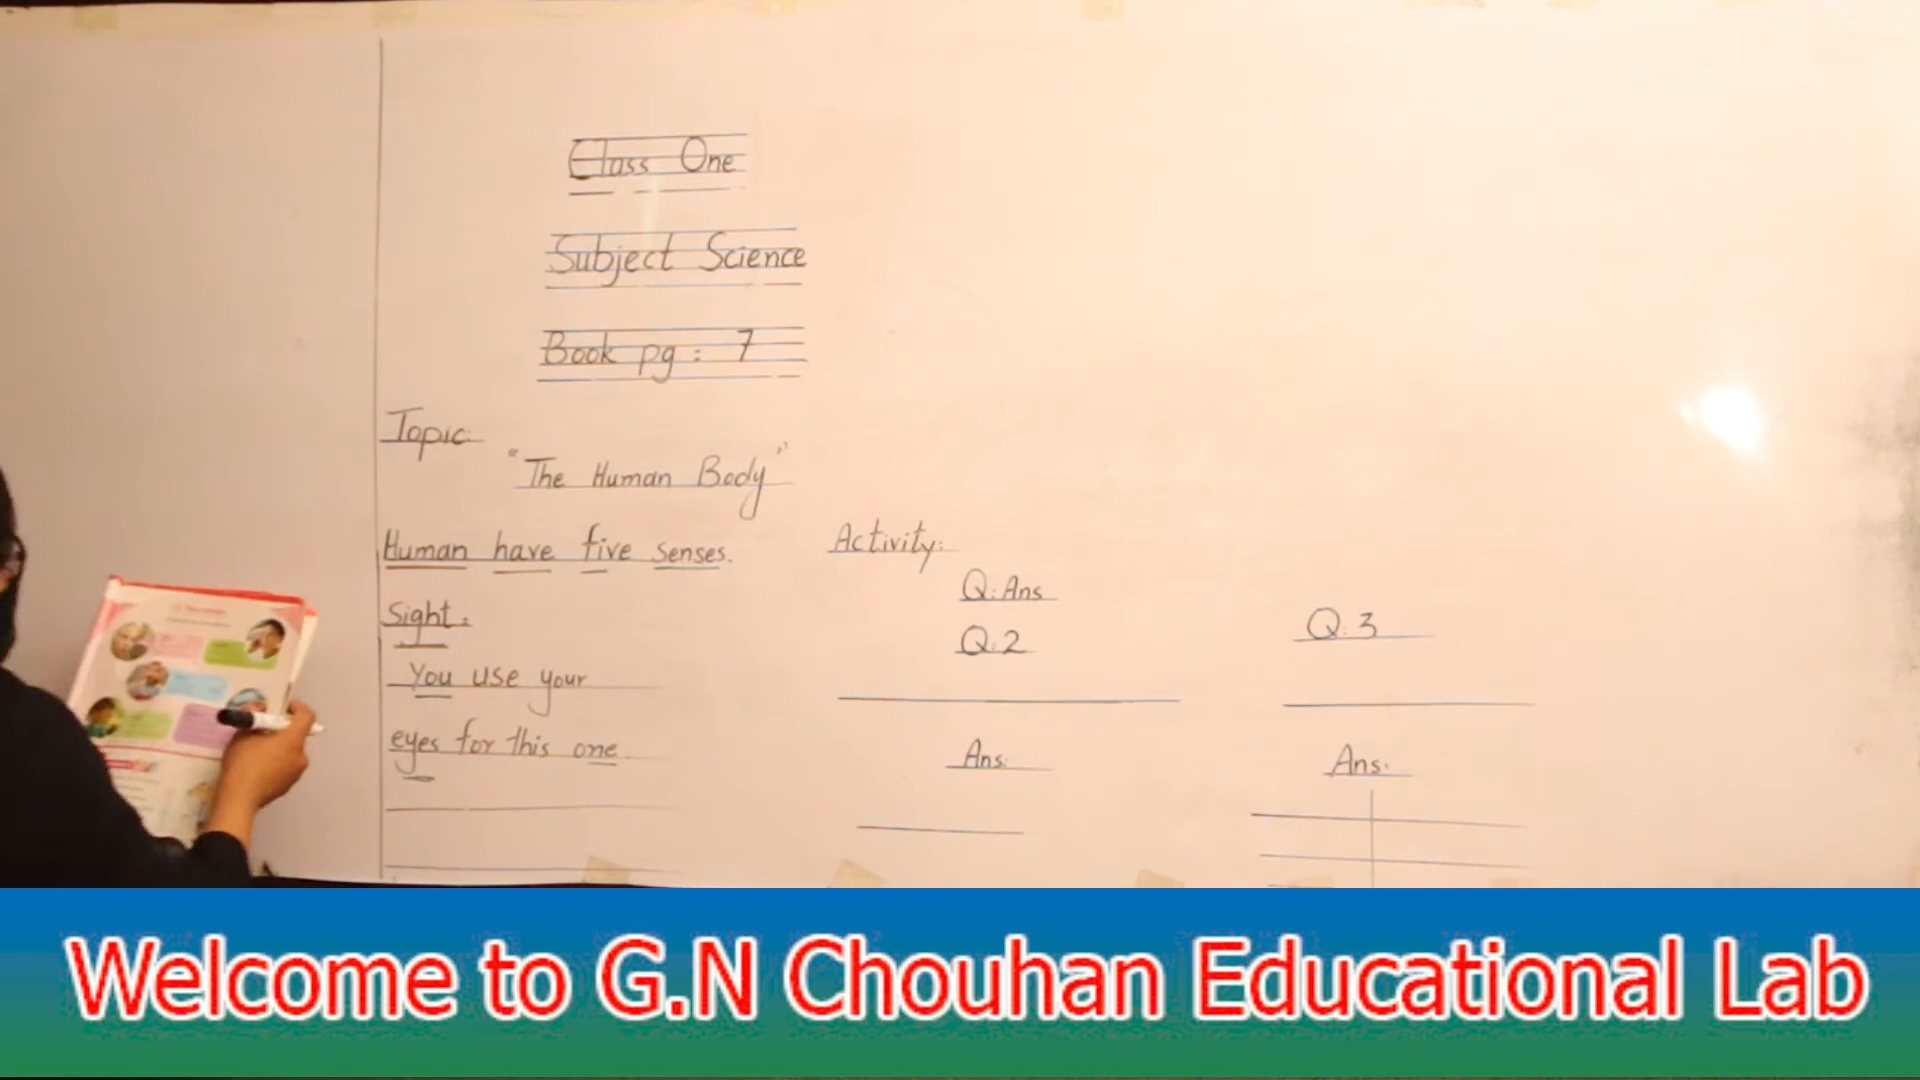 Class One
Subject Science
Book pg: 7
Topic:
"The Human Body"
Human have five senses.
Sight:
You use your
eyes for this one
Activity:
Q:Ans
Q:2
Ans:
Q:3
Ans:
Welcome to G.N Chouhan Educational Lab